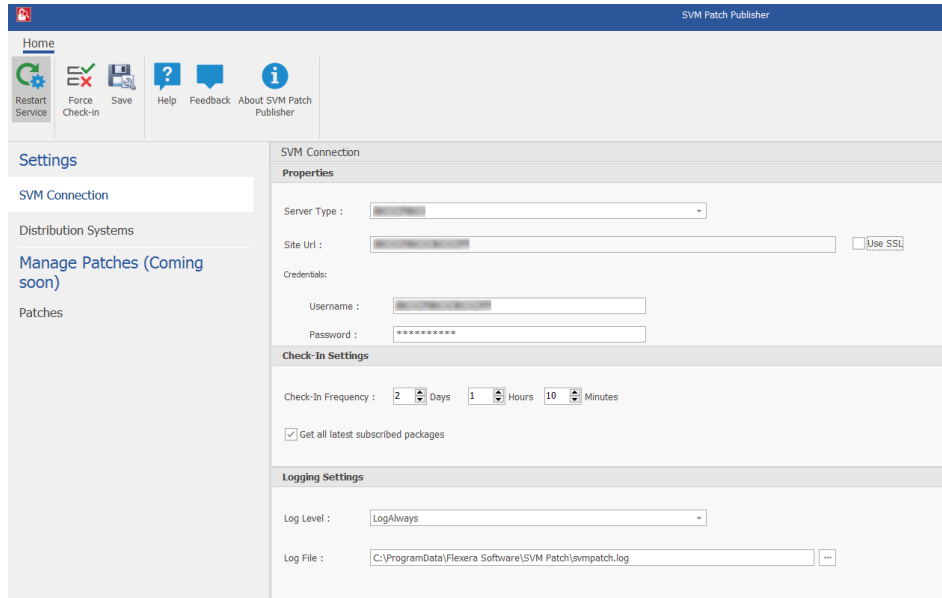 SVM Patch Publisher
Home
Restart Service
Force Check-in
Save
Help
Feedback
About SVM Patch Publisher
Settings
SVM Connection
Distribution Systems
Manage Patches (Coming soon)
Patches
SVM Connection
Properties
Server Type :
Site Url :
Use SSL
Credentials:
Username :
Password : **********
Check-In Settings
Check-In Frequency : 2 Days 1 Hours 10 Minutes
Get all latest subscribed packages
Logging Settings
Log Level : LogAlways
Log File : C:\ProgramData\Flexera Software\SVM Patch\svmpatch.log ...